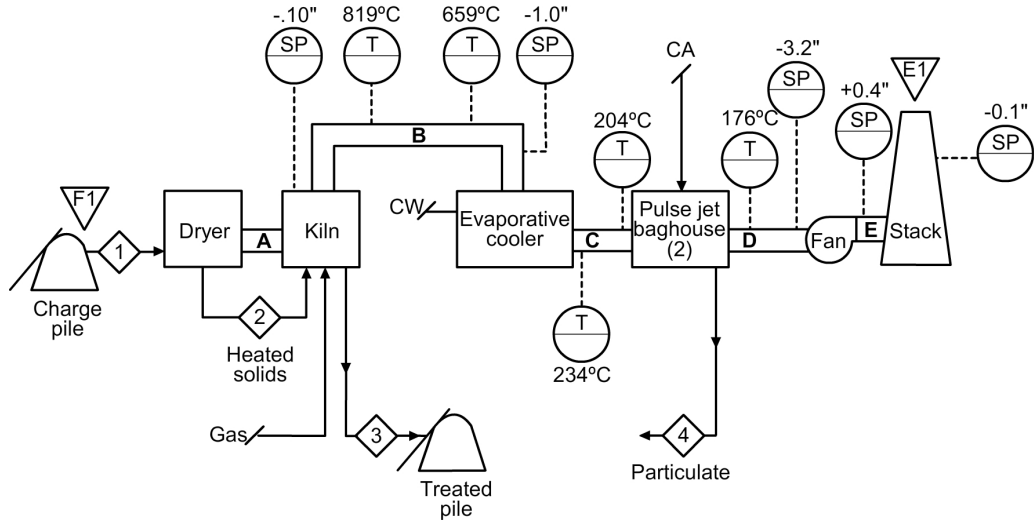 -.10"
819ºC
659ºC
-1.0"
SP
T
T
SP
CA
-3.2"
SP
+0.4"
SP
E1
-0.1"
SP
204ºC
T
176ºC
T
B
F1
CW
Dryer
A
Kiln
Evaporative
cooler
C
Pulse jet
baghouse
(2)
D
Fan
E
Stack
1
Charge
pile
2
Heated
solids
T
234ºC
Gas
3
Treated
pile
4
Particulate